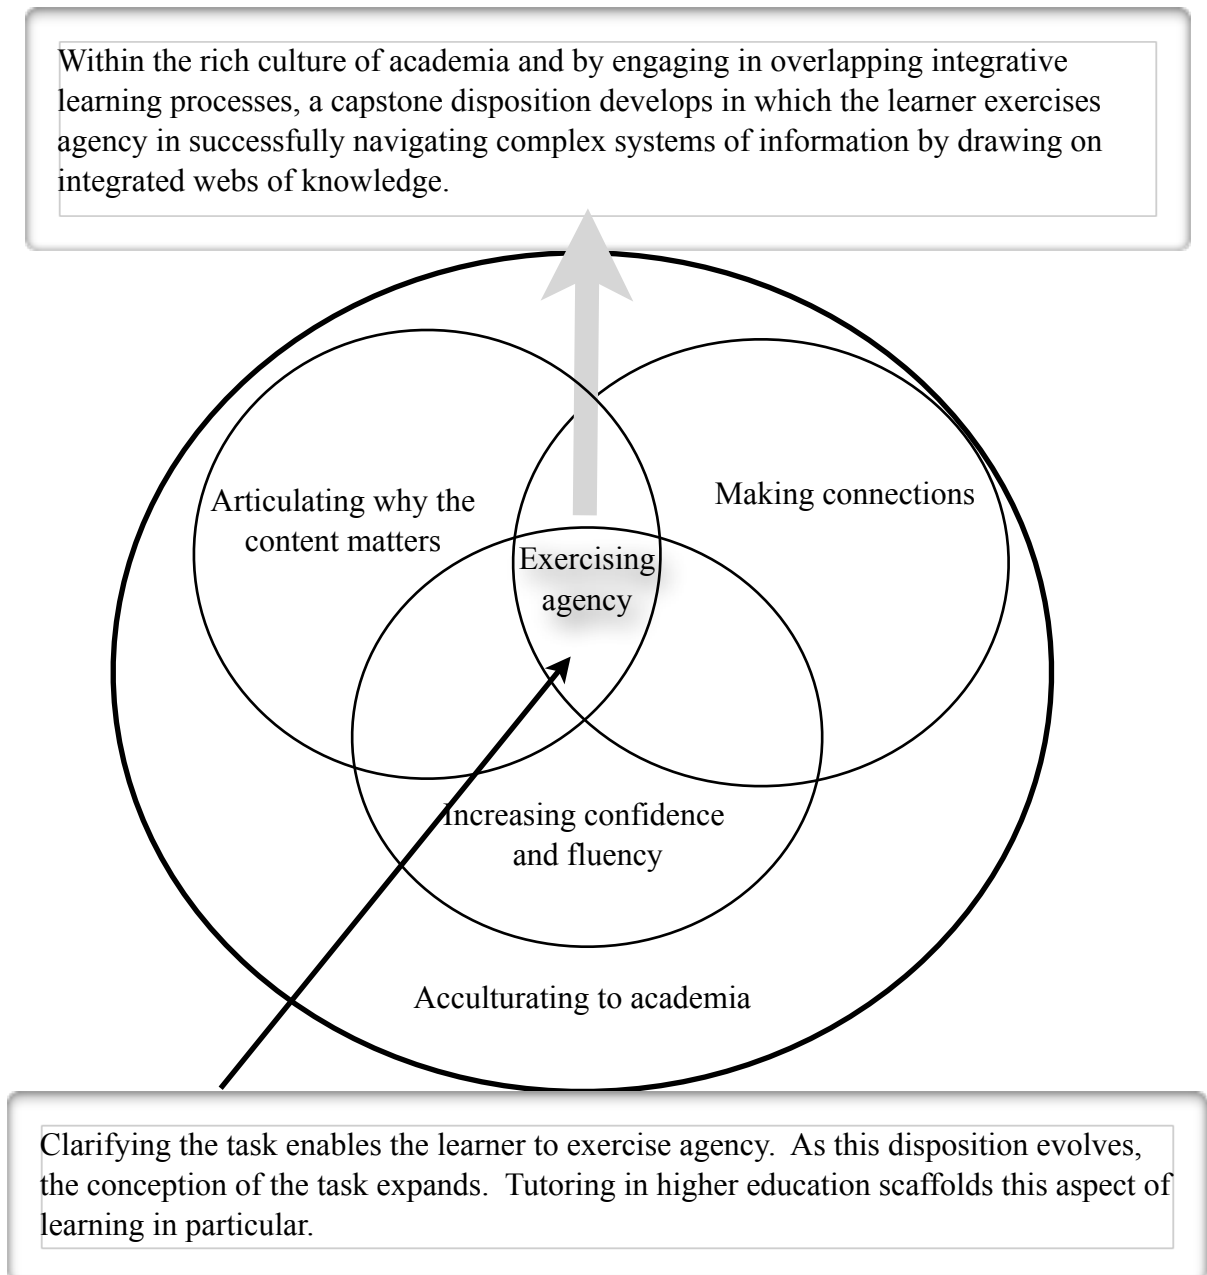 Within the rich culture of academia and by engaging in overlapping integrative
learning processes, a capstone disposition develops in which the learner exercises
agency in successfully navigating complex systems of information by drawing on
integrated webs of knowledge.
Articulating why the
content matters
Making connections
Exercising
agency
Increasing confidence
and fluency
Acculturating to academia
Clarifying the task enables the learner to exercise agency.  As this disposition evolves,
the conception of the task expands.  Tutoring in higher education scaffolds this aspect of
learning in particular.